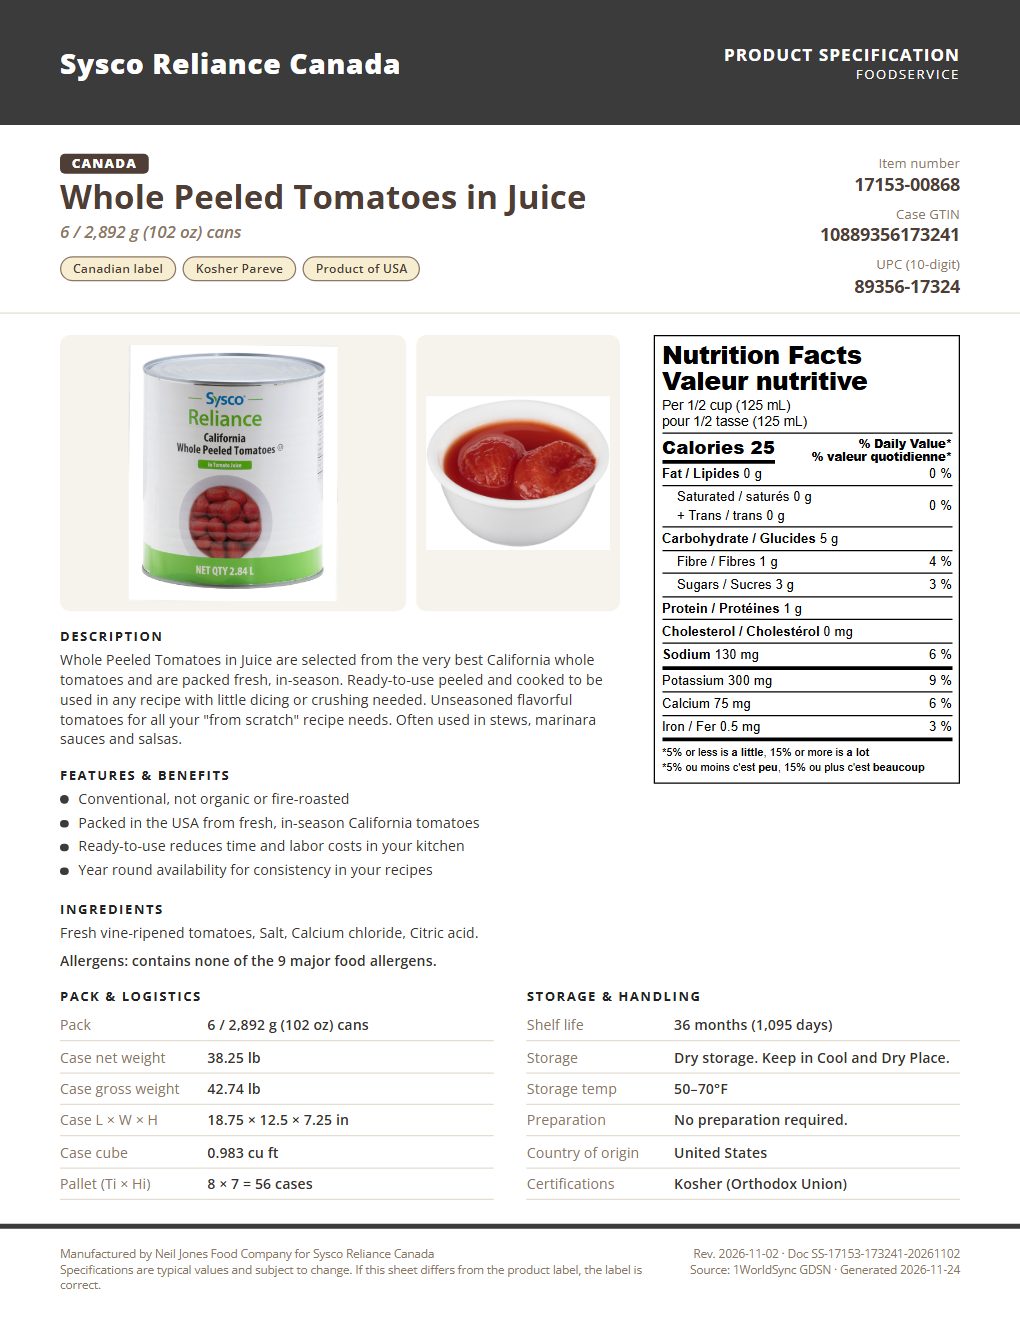 Sysco Reliance Canada
PRODUCT SPECIFICATION
FOODSERVICE
CANADA
Whole Peeled Tomatoes in Juice
6 / 2,892 g (102 oz) cans
Canadian label
Kosher Pareve
Product of USA
Item number
17153-00868
Case GTIN
10889356173241
UPC (10-digit)
89356-17324
Sysco
Reliance
California
Whole Peeled Tomatoes
in Tomato Juice
NET QTY 2.84 L
Nutrition Facts
Valeur nutritive
Per 1/2 cup (125 mL)
pour 1/2 tasse (125 mL)
Calories 25
% Daily Value*
% valeur quotidienne*
Fat / Lipides 0 g 0 %
Saturated / saturés 0 g
+ Trans / trans 0 g
0 %
Carbohydrate / Glucides 5 g
Fibre / Fibres 1 g 4 %
Sugars / Sucres 3 g 3 %
Protein / Protéines 1 g
Cholesterol / Cholestérol 0 mg
Sodium 130 mg 6 %
Potassium 300 mg 9 %
Calcium 75 mg 6 %
Iron / Fer 0.5 mg 3 %
*5% or less is a little, 15% or more is a lot
*5% ou moins c'est peu, 15% ou plus c'est beaucoup
DESCRIPTION
Whole Peeled Tomatoes in Juice are selected from the very best California whole
tomatoes and are packed fresh, in-season. Ready-to-use peeled and cooked to be
used in any recipe with little dicing or crushing needed. Unseasoned flavorful
tomatoes for all your "from scratch" recipe needs. Often used in stews, marinara
sauces and salsas.
FEATURES & BENEFITS
Conventional, not organic or fire-roasted
Packed in the USA from fresh, in-season California tomatoes
Ready-to-use reduces time and labor costs in your kitchen
Year round availability for consistency in your recipes
INGREDIENTS
Fresh vine-ripened tomatoes, Salt, Calcium chloride, Citric acid.
Allergens: contains none of the 9 major food allergens.
PACK & LOGISTICS
Pack 6 / 2,892 g (102 oz) cans
Case net weight 38.25 lb
Case gross weight 42.74 lb
Case L × W × H 18.75 × 12.5 × 7.25 in
Case cube 0.983 cu ft
Pallet (Ti × Hi) 8 × 7 = 56 cases
STORAGE & HANDLING
Shelf life 36 months (1,095 days)
Storage Dry storage. Keep in Cool and Dry Place.
Storage temp 50–70°F
Preparation No preparation required.
Country of origin United States
Certifications Kosher (Orthodox Union)
Manufactured by Neil Jones Food Company for Sysco Reliance Canada
Specifications are typical values and subject to change. If this sheet differs from the product label, the label is
correct.
Rev. 2026-11-02 · Doc SS-17153-173241-20261102
Source: 1WorldSync GDSN · Generated 2026-11-24